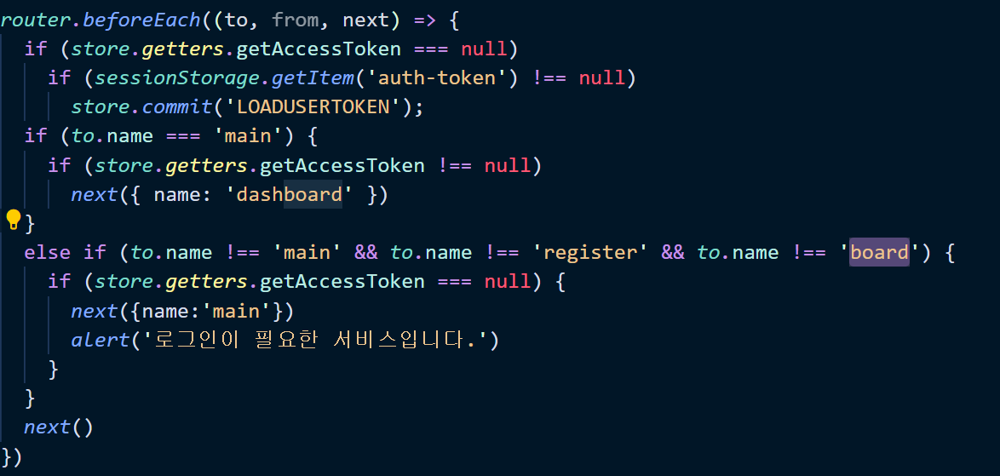 router.beforeEach((to, from, next) => {
if (store.getters.getAccessToken === null)
if (sessionStorage.getItem('auth-token') !== null)
store.commit('LOADUSERTOKEN');
if (to.name === 'main') {
if (store.getters.getAccessToken !== null)
next({ name: 'dashboard' })
}
else if (to.name !== 'main' && to.name !== 'register' && to.name !== 'board') {
if (store.getters.getAccessToken === null) {
next({name:'main'})
alert('로그인이 필요한 서비스입니다.')
}
}
next()
})